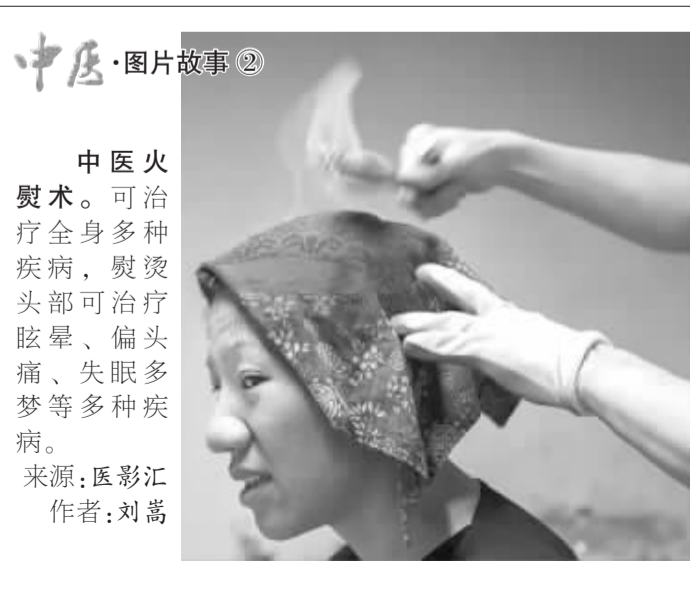 中医·图片故事②
中医火
熨术。可治
疗全身多种
疾病，熨烫
头部可治疗
眩晕、偏头
痛、失眠多
梦等多种疾
病。
来源:医影汇
作者:刘嵩